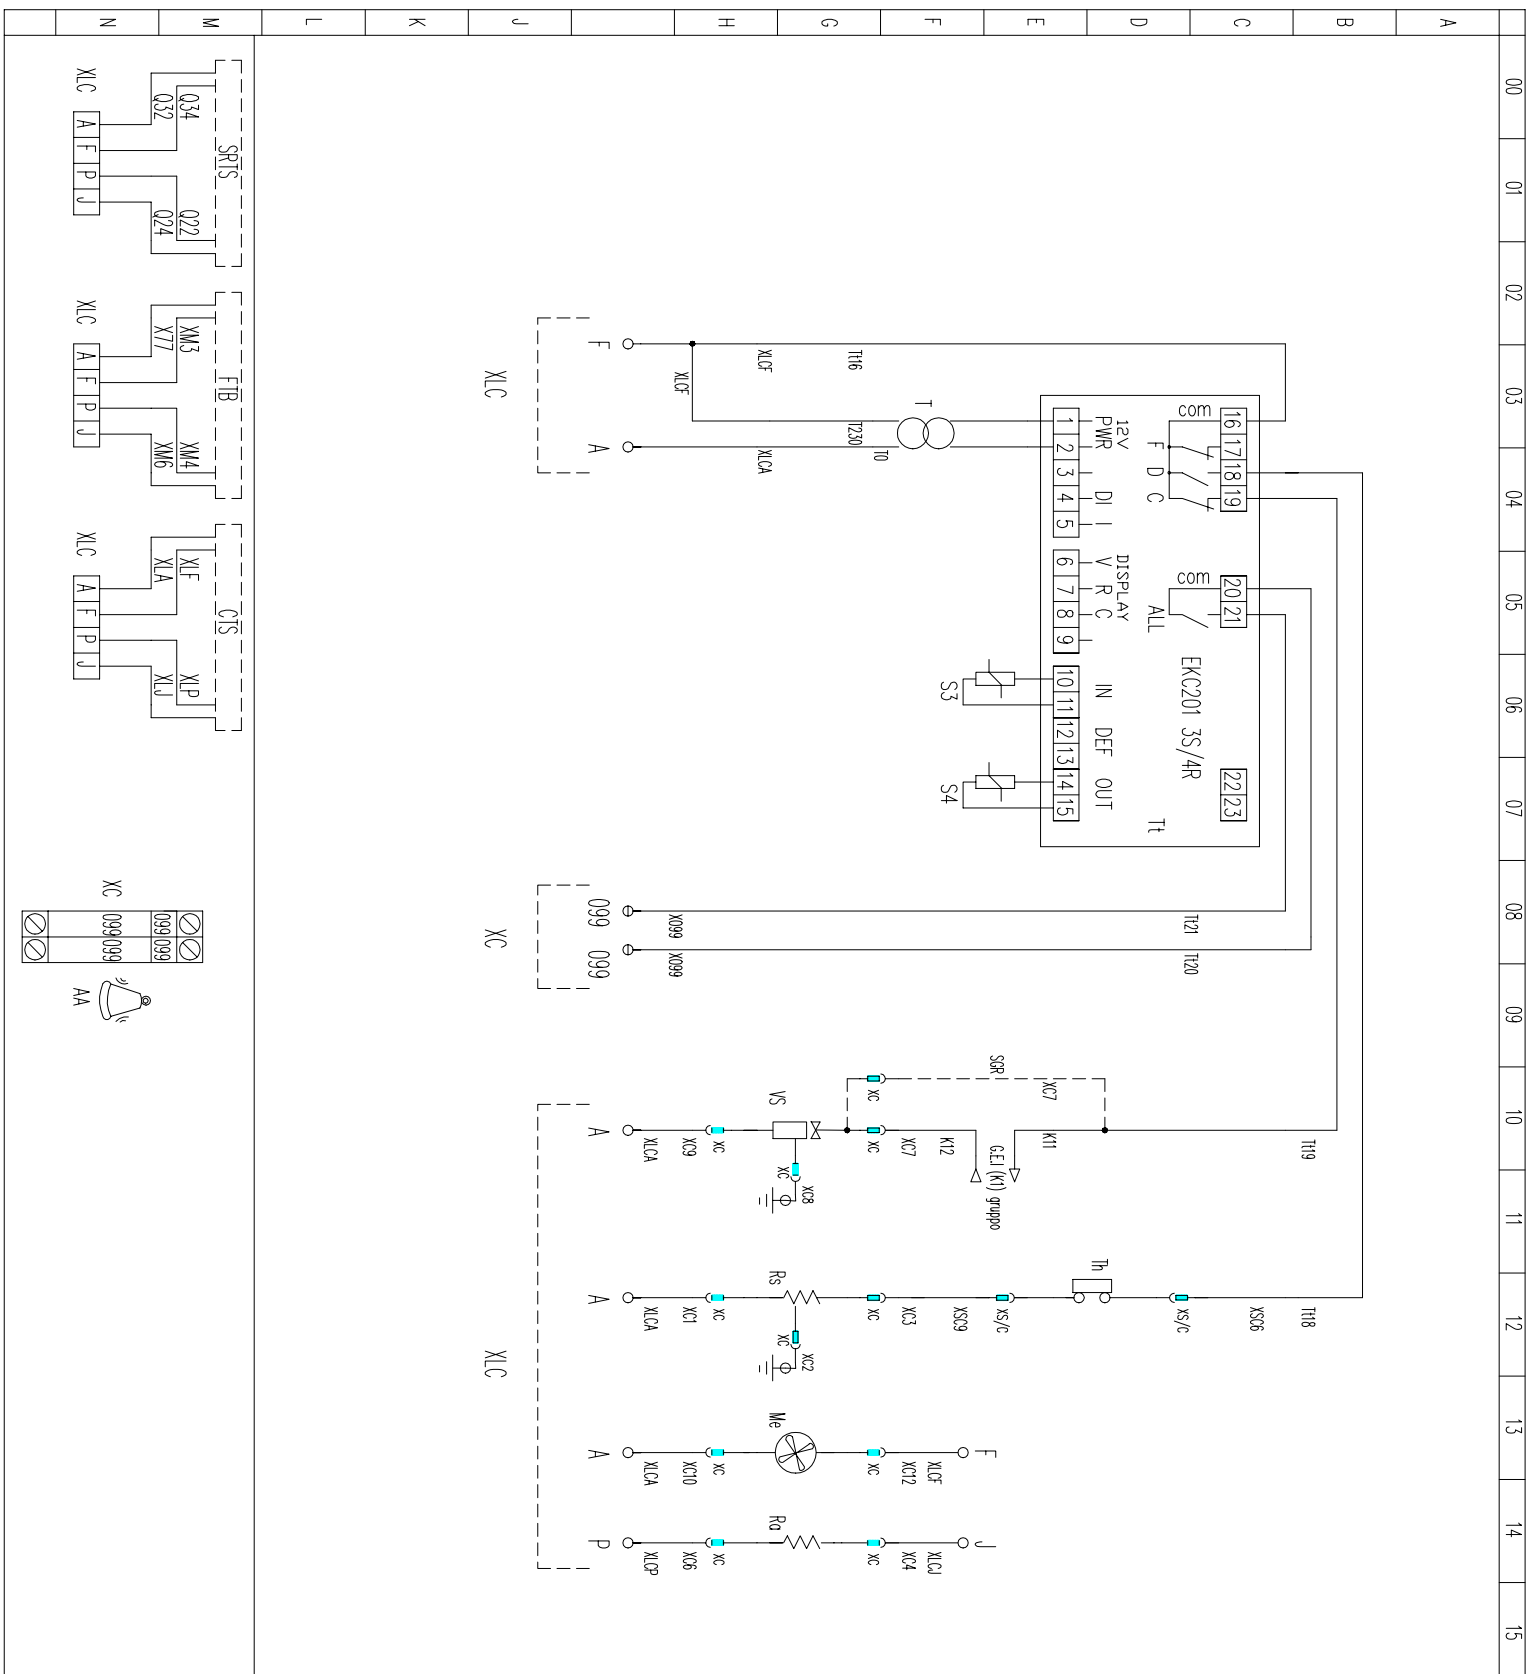 00 01 02 03 04 05 06 07 08 09 10 11 12 13 14 15
A
B
C
D
E
F
G
H
J
K
L
M
N
Tt18
Tt19
XSC6
16 17 18 19
20 21
22 23
com
F D C
com
ALL
EKC201 3S/4R
Tt
12V
PWR
DI I
DISPLAY
V R C
IN DEF OUT
1 2 3 4 5
6 7 8 9
10 11 12 13 14 15
S3
S4
Tt21
Tt20
XS/C
Th
K11
XC7
SGR
G.E.I (K1) gruppo
XS/C
XSC9
K12
XC7
XC3
XLCF
XLCJ
F
J
XC12
XC4
XC
XC
XC
XC
XC
T
T0
T230
Tt16
XLCF
XLCA
XLCF
VS
Rs
Me
Ra
XC8
XC
XC2
XC
XC
XC
XC
XC
XC9
XC1
XC10
XC6
X099
X099
XLCA
XLCA
XLCA
XLCP
F A
099 099
A A A P
XLC
XC
XLC
SRTS
Q34
Q32
Q22
Q24
XLC
A F P J
FTB
XM3
X77
XM4
XM6
XLC
A F P J
CTS
XLF
XLA
XLP
XLJ
XLC
A F P J
XC
099 099
099 099
AA